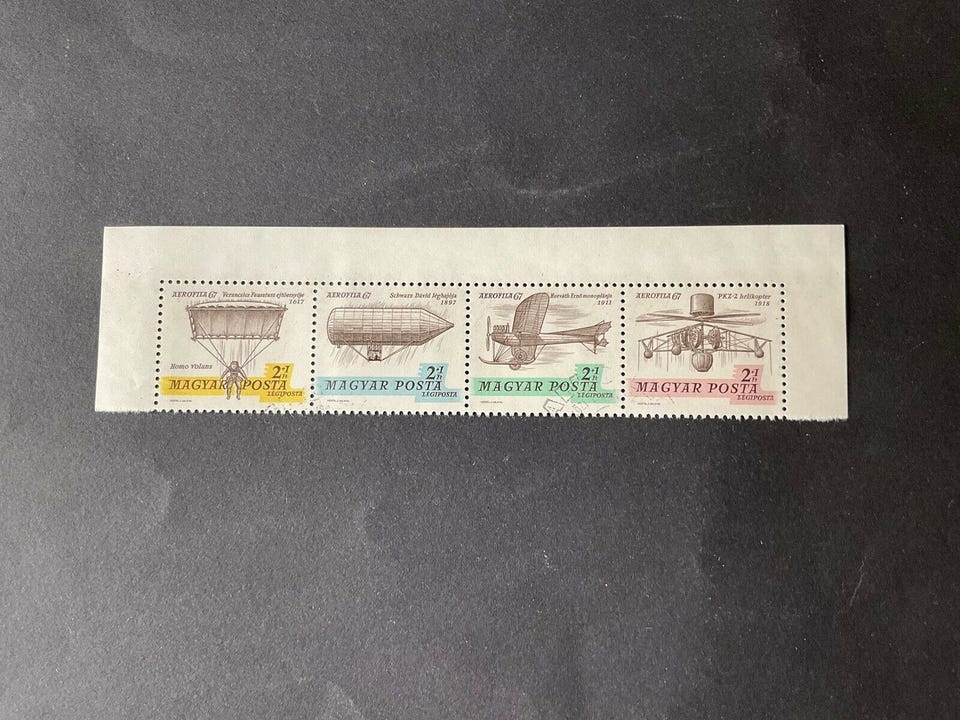 AEROFILA 67 Verancsics Faustus ejtőernyője
1617
Homo Volans
2+1
Ft
MAGYAR POSTA
LÉGIPOSTA
AEROFILA 67 Schwarz Dávid léghajója
1897
2+1
Ft
MAGYAR POSTA
LÉGIPOSTA
AEROFILA 67 Horváth Ernő monoplánja
1911
2+1
Ft
MAGYAR POSTA
LÉGIPOSTA
AEROFILA 67 PKZ-2 helikopter
1918
2+1
Ft
MAGYAR POSTA
LÉGIPOSTA